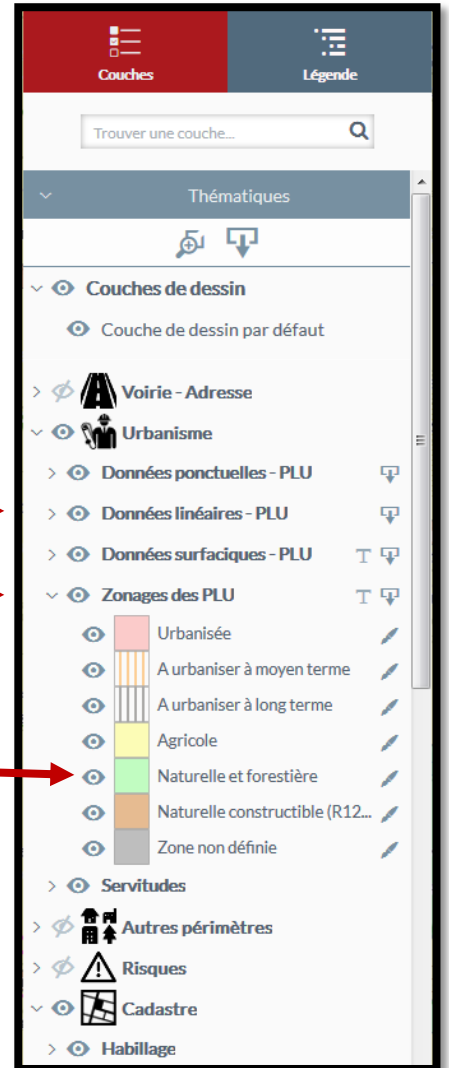 Couches
Légende
Trouver une couche...
Thématiques
Couches de dessin
Couche de dessin par défaut
Voirie - Adresse
Urbanisme
Données ponctuelles - PLU
Données linéaires - PLU
Données surfaciques - PLU T
Zonages des PLU T
Urbanisée
A urbaniser à moyen terme
A urbaniser à long terme
Agricole
Naturelle et forestière
Naturelle constructible (R12...
Zone non définie
Servitudes
Autres périmètres
Risques
Cadastre
Habillage